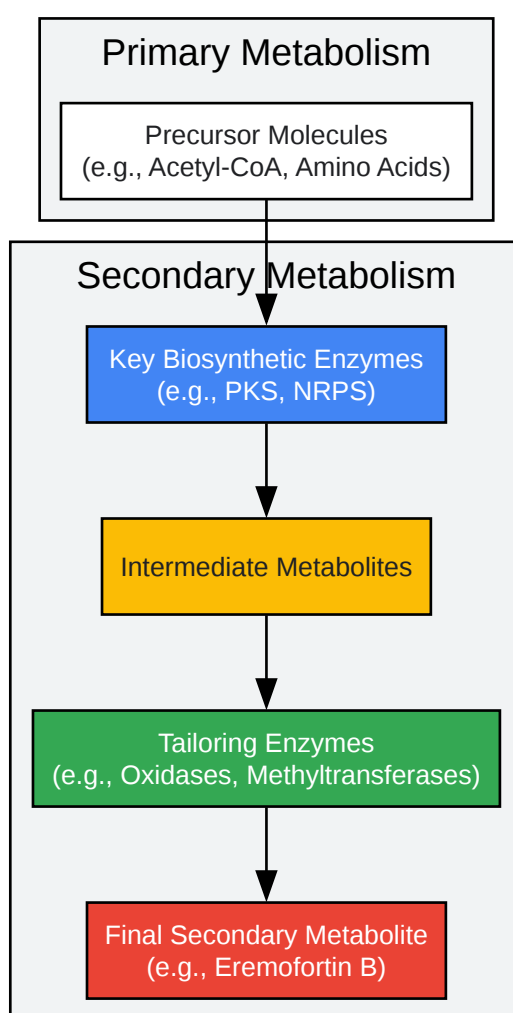 Primary Metabolism
Precursor Molecules
(e.g., Acetyl-CoA, Amino Acids)
Secondary Metabolism
Key Biosynthetic Enzymes
(e.g., PKS, NRPS)
Intermediate Metabolites
Tailoring Enzymes
(e.g., Oxidases, Methyltransferases)
Final Secondary Metabolite
(e.g., Eremofortin B)